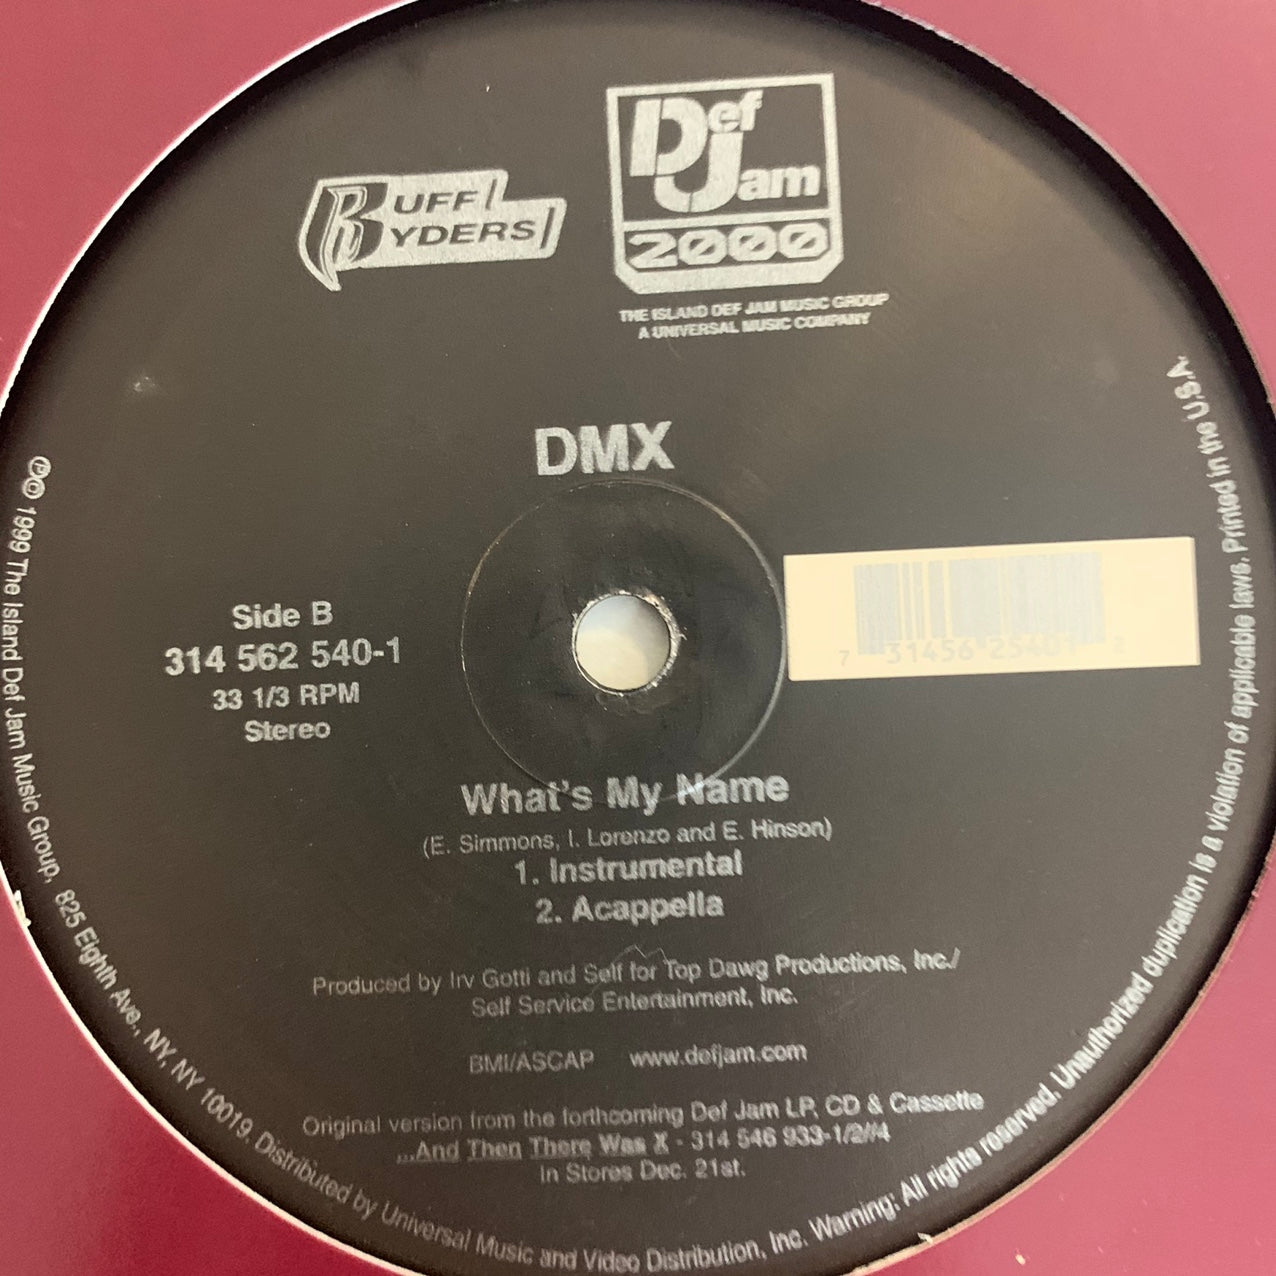 RUFF
RYDERS
Def
Jam
2000
THE ISLAND DEF JAM MUSIC GROUP
A UNIVERSAL MUSIC COMPANY
DMX
Side B
314 562 540-1
33 1/3 RPM
Stereo
7 31456 25401 2
What's My Name
(E. Simmons, I. Lorenzo and E. Hinson)
1. Instrumental
2. Acappella
Produced by Irv Gotti and Self for Top Dawg Productions, Inc./
Self Service Entertainment, Inc.
BMI/ASCAP www.defjam.com
Original version from the forthcoming Def Jam LP, CD & Cassette
...And Then There Was X - 314 546 933-1/2//4
In Stores Dec. 21st.
℗© 1999 The Island Def Jam Music Group, 825 Eighth Ave., NY, NY 10019. Distributed by Universal Music and Video Distribution, Inc. Warning: All rights reserved. Unauthorized duplication is a violation of applicable laws. Printed in the U.S.A.